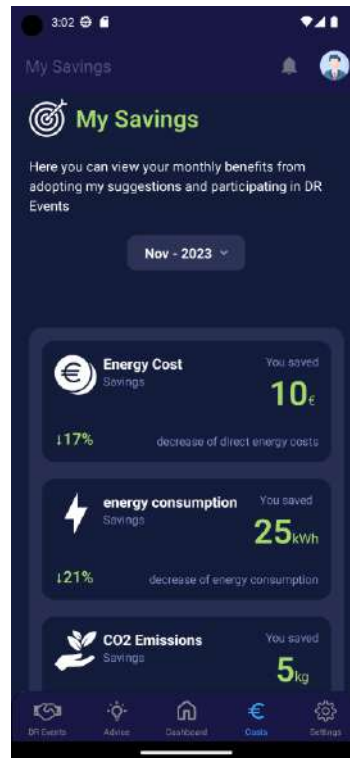 3:02
My Savings
My Savings
Here you can view your monthly benefits from
adopting my suggestions and participating in DR
Events
Nov - 2023
Energy Cost
Savings
You saved
10€
↓17%
decrease of direct energy costs
energy consumption
Savings
You saved
25kWh
↓21%
decrease of energy consumption
CO2 Emissions
Savings
You saved
5kg
DR Events
Advise
Dashboard
Costs
Settings